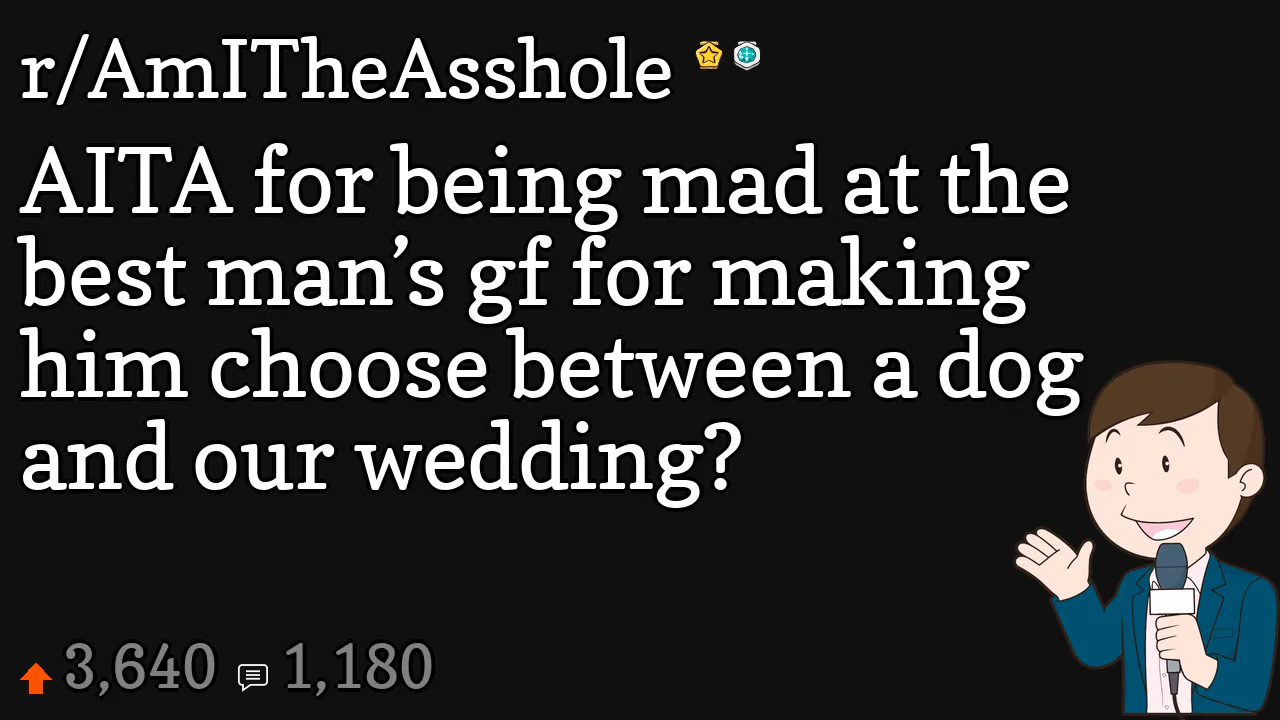 r/AmITheAsshole
AITA for being mad at the
best man’s gf for making
him choose between a dog
and our wedding?
3,640 1,180